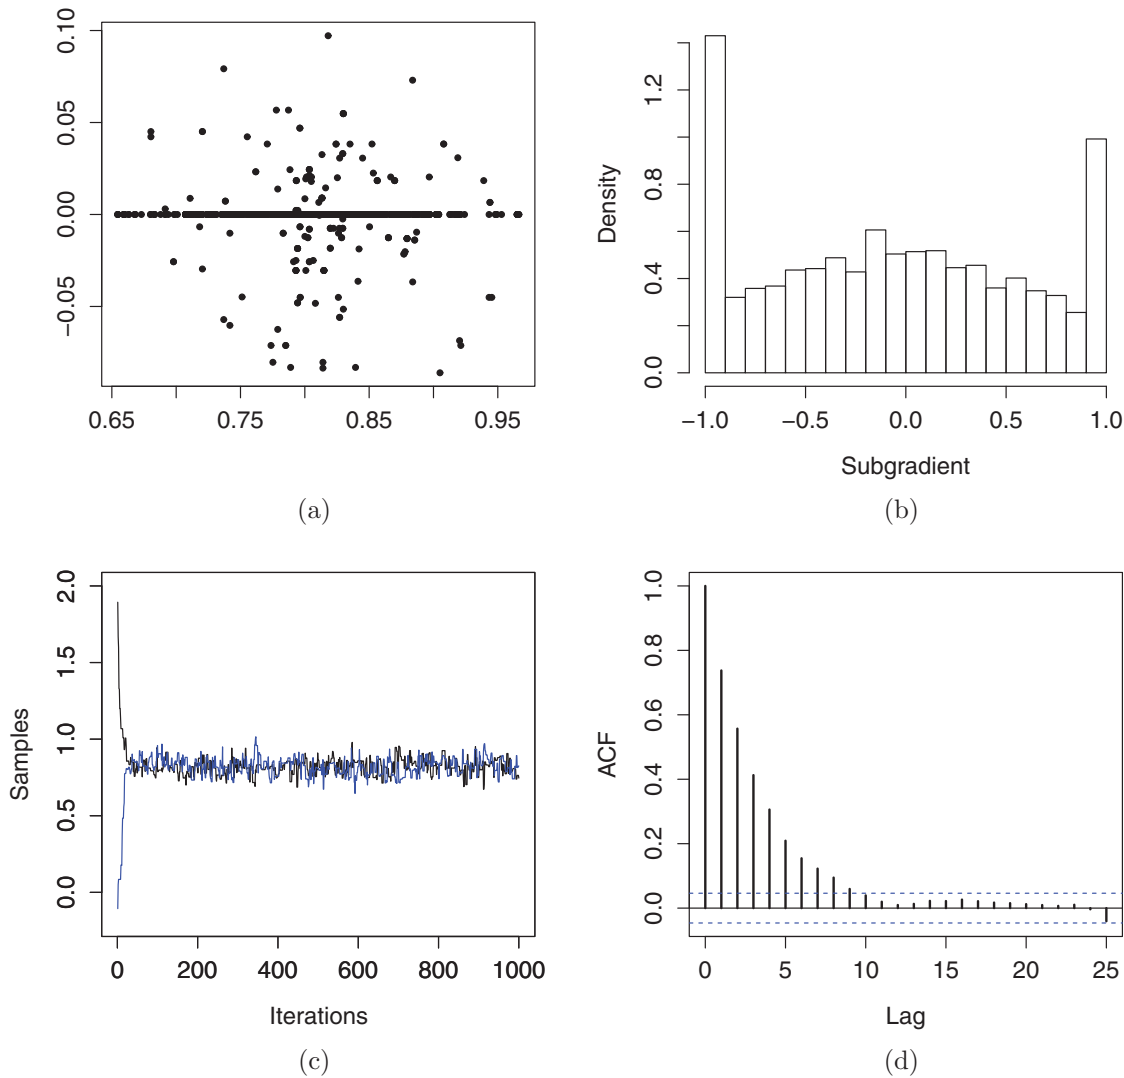 0.10
0.05
0.00
−0.05
0.65 0.75 0.85 0.95
(a)
Density
1.2
0.8
0.4
0.0
−1.0 −0.5 0.0 0.5 1.0
Subgradient
(b)
Samples
2.0
1.5
1.0
0.5
0.0
0 200 400 600 800 1000
Iterations
(c)
ACF
1.0
0.8
0.6
0.4
0.2
0.0
0 5 10 15 20 25
Lag
(d)